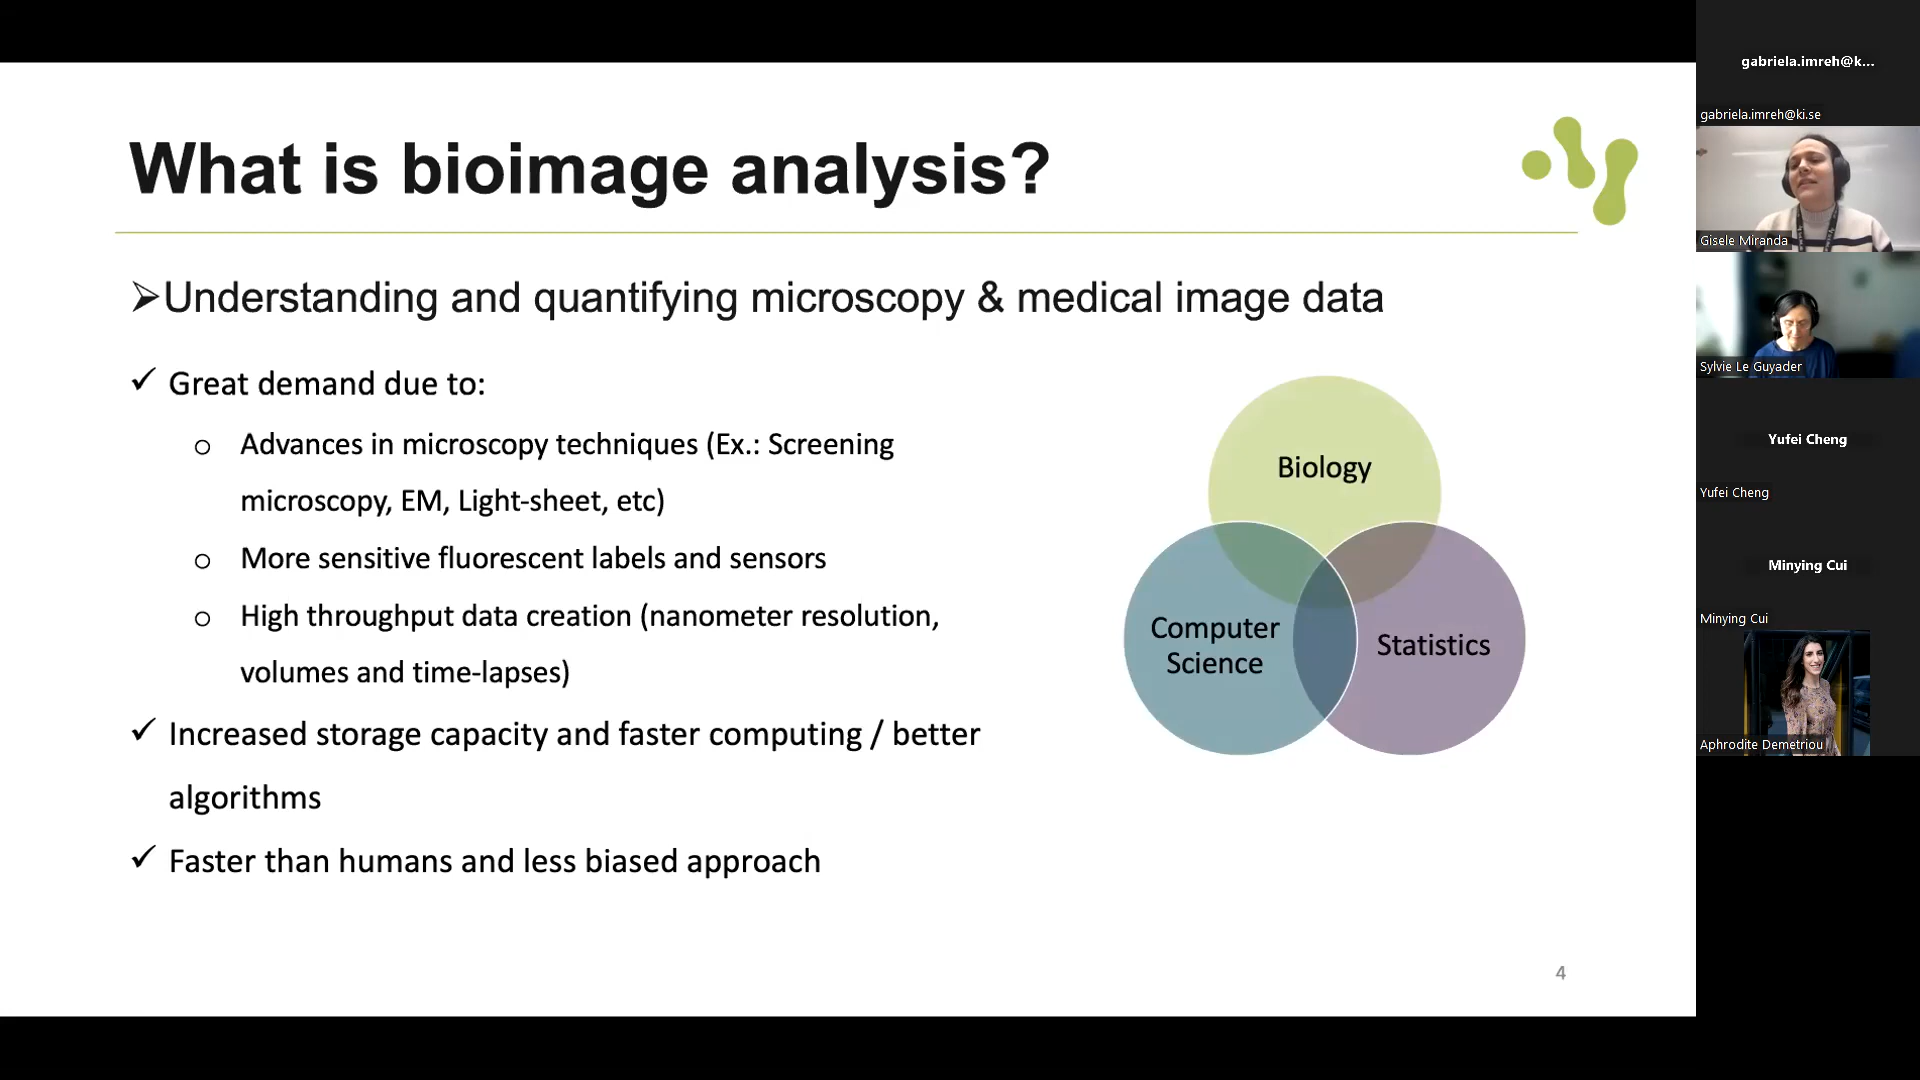 What is bioimage analysis?
➢Understanding and quantifying microscopy & medical image data
✓ Great demand due to:
o Advances in microscopy techniques (Ex.: Screening
microscopy, EM, Light-sheet, etc)
o More sensitive fluorescent labels and sensors
o High throughput data creation (nanometer resolution,
volumes and time-lapses)
✓ Increased storage capacity and faster computing / better
algorithms
✓ Faster than humans and less biased approach
Biology
Computer
Science
Statistics
4
gabriela.imreh@k...
gabriela.imreh@ki.se
Gisele Miranda
Sylvie Le Guyader
Yufei Cheng
Yufei Cheng
Minying Cui
Minying Cui
Aphrodite Demetriou